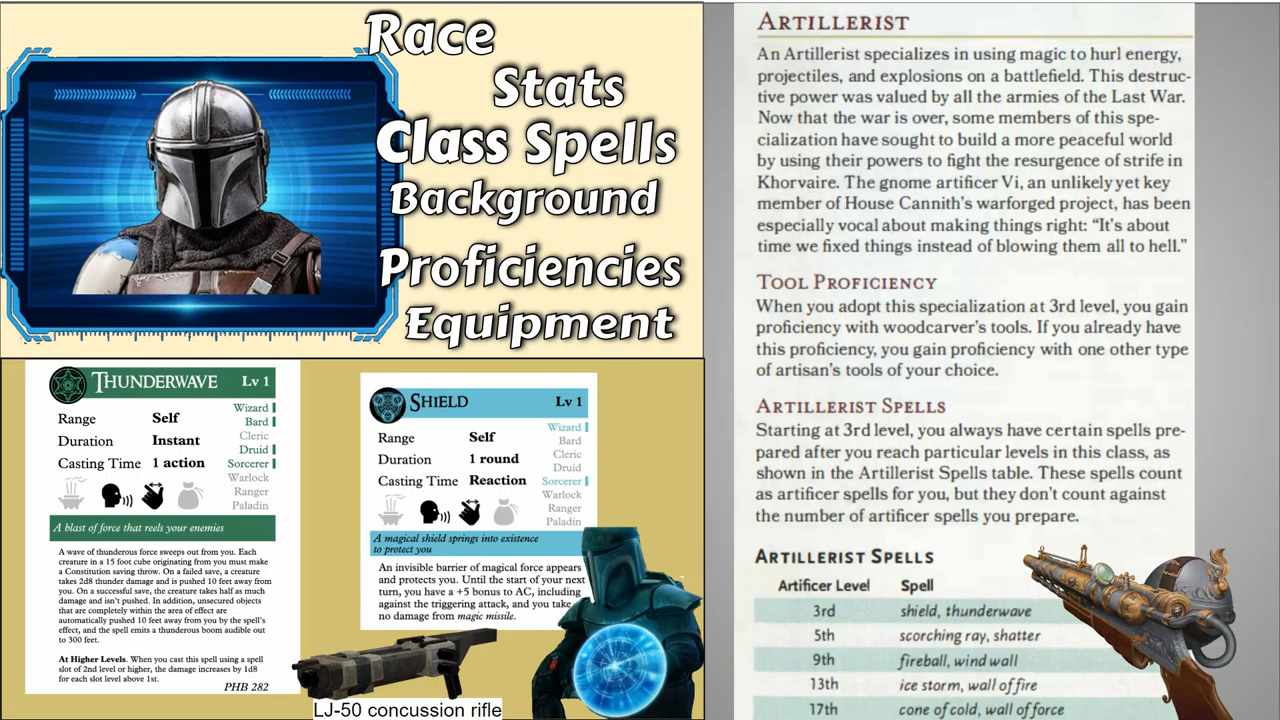 Race
Stats
Class Spells
Background
Proficiencies
Equipment
THUNDERWAVE Lv 1
Range Self
Duration Instant
Casting Time 1 action
Wizard
Bard
Cleric
Druid
Sorcerer
Warlock
Ranger
Paladin
A blast of force that reels your enemies
A wave of thunderous force sweeps out from you. Each
creature in a 15 foot cube originating from you must make
a Constitution saving throw. On a failed save, a creature
takes 2d8 thunder damage and is pushed 10 feet away from
you. On a successful save, the creature takes half as much
damage and isn't pushed. In addition, unsecured objects
that are completely within the area of effect are
automatically pushed 10 feet away from you by the spell's
effect, and the spell emits a thunderous boom audible out
to 300 feet.
At Higher Levels. When you cast this spell using a spell
slot of 2nd level or higher, the damage increases by 1d8
for each slot level above 1st.
PHB 282
SHIELD Lv 1
Range Self
Duration 1 round
Casting Time Reaction
Wizard
Bard
Cleric
Druid
Sorcerer
Warlock
Ranger
Paladin
A magical shield springs into existence
to protect you
An invisible barrier of magical force appears
and protects you. Until the start of your next
turn, you have a +5 bonus to AC, including
against the triggering attack, and you take
no damage from magic missile.
LJ-50 concussion rifle
ARTILLERIST
An Artillerist specializes in using magic to hurl energy,
projectiles, and explosions on a battlefield. This destruc-
tive power was valued by all the armies of the Last War.
Now that the war is over, some members of this spe-
cialization have sought to build a more peaceful world
by using their powers to fight the resurgence of strife in
Khorvaire. The gnome artificer Vi, an unlikely yet key
member of House Cannith's warforged project, has been
especially vocal about making things right: “It's about
time we fixed things instead of blowing them all to hell.”
TOOL PROFICIENCY
When you adopt this specialization at 3rd level, you gain
proficiency with woodcarver's tools. If you already have
this proficiency, you gain proficiency with one other type
of artisan's tools of your choice.
ARTILLERIST SPELLS
Starting at 3rd level, you always have certain spells pre-
pared after you reach particular levels in this class, as
shown in the Artillerist Spells table. These spells count
as artificer spells for you, but they don't count against
the number of artificer spells you prepare.
ARTILLERIST SPELLS
Artificer Level Spell
3rd shield, thunderwave
5th scorching ray, shatter
9th fireball, wind wall
13th ice storm, wall of fire
17th cone of cold, wall of force